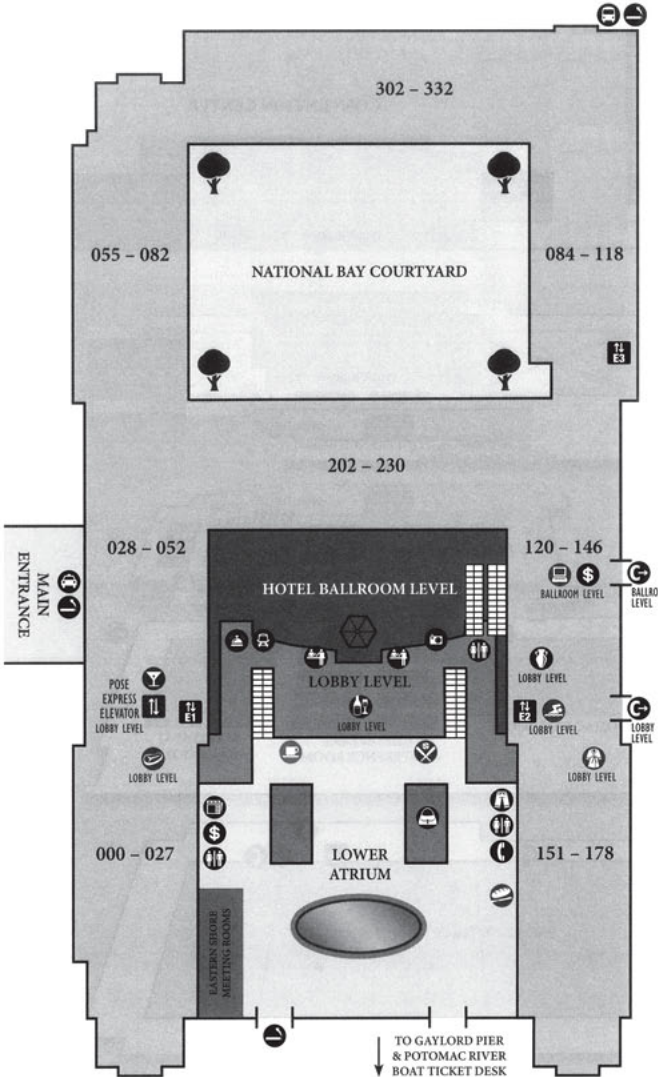 302 – 332
055 – 082
NATIONAL BAY COURTYARD
084 – 118
E3
202 – 230
028 – 052
120 – 146
MAIN
ENTRANCE
HOTEL BALLROOM LEVEL
$
BALLROOM LEVEL
BALLRO
LEVEL
LOBBY LEVEL
LOBBY LEVEL
POSE
EXPRESS
ELEVATOR
LOBBY LEVEL
E1
LOBBY LEVEL
E2
LOBBY LEVEL
LOBBY
LEVEL
LOBBY LEVEL
LOBBY LEVEL
$
000 – 027
LOWER
ATRIUM
151 – 178
EASTERN SHORE
MEETING ROOMS
TO GAYLORD PIER
& POTOMAC RIVER
BOAT TICKET DESK